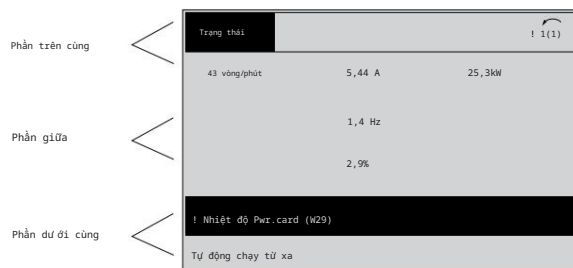 Trạng thái
! 1(1)
Phần trên cùng
43 vòng/phút 5,44 A 25,3kW
1,4 Hz
Phần giữa
2,9%
! Nhiệt độ Pwr.card (W29)
Phần dưới cùng
Tự động chạy từ xa